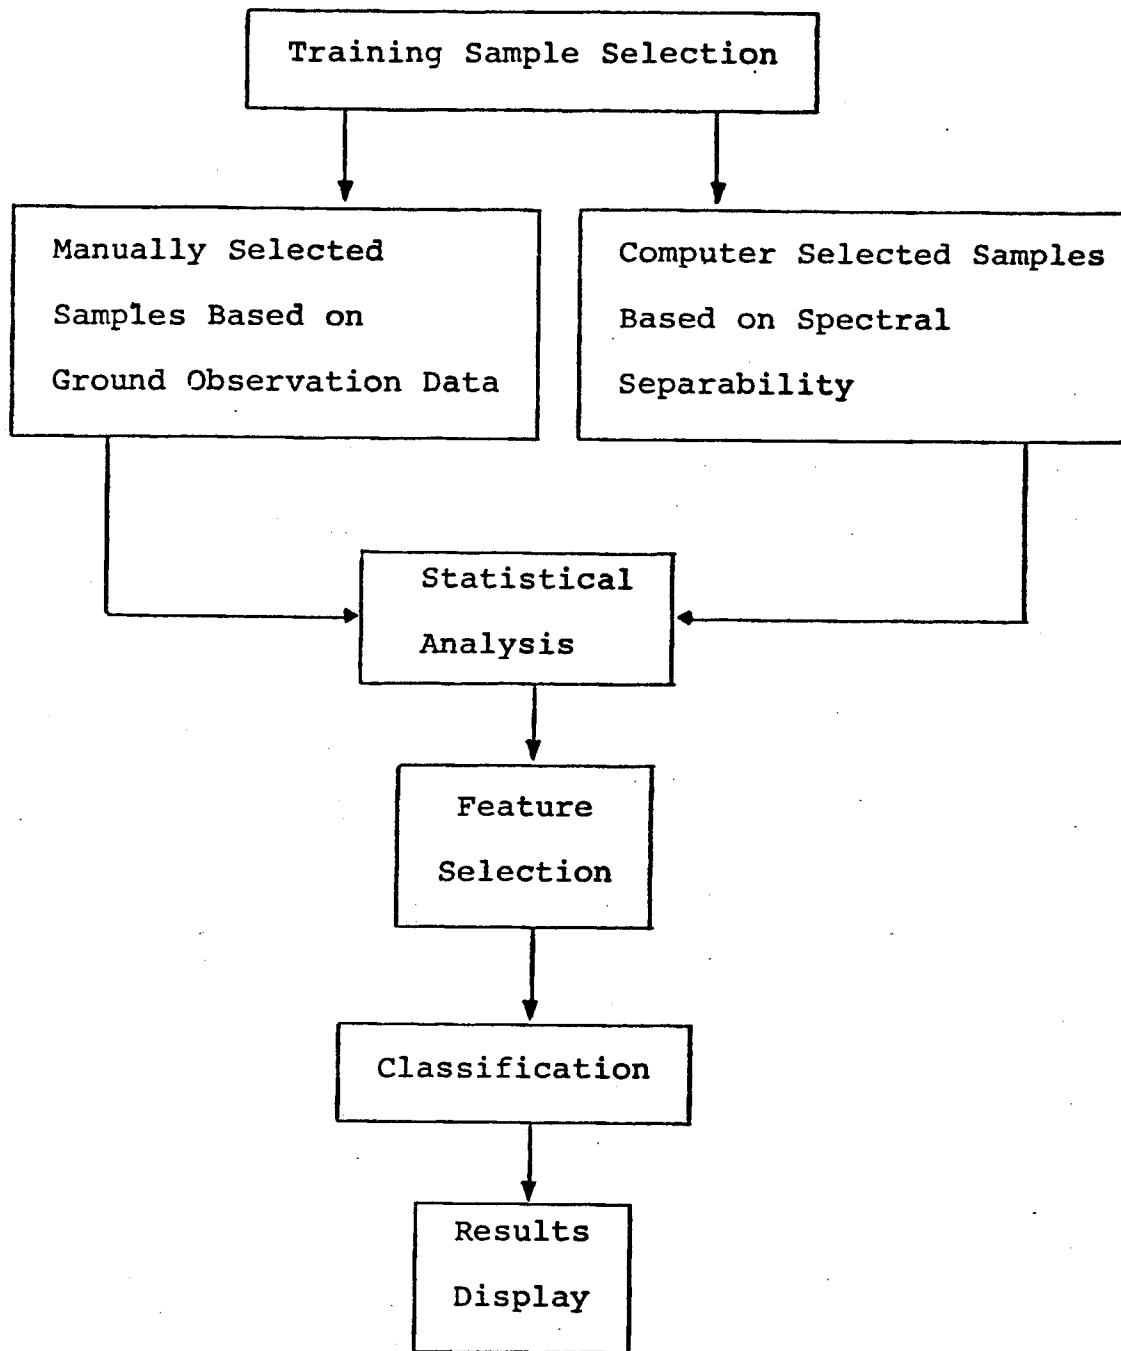 Training Sample Selection
Manually Selected
Samples Based on
Ground Observation Data
Computer Selected Samples
Based on Spectral
Separability
Statistical
Analysis
Feature
Selection
Classification
Results
Display